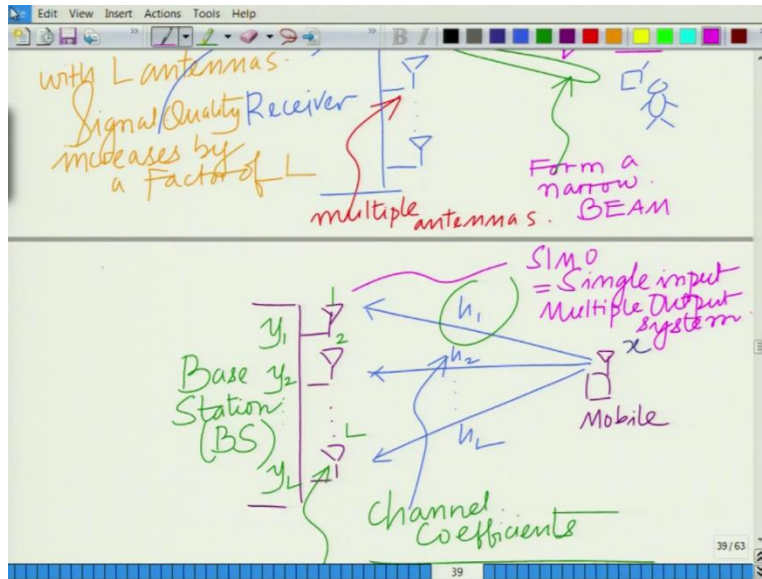 Edit View Insert Actions Tools Help
B I
with L antennas.
Signal Quality
increases by
a Factor of L
Receiver
multiple antennas.
Form a
narrow.
BEAM
SIMO
= Single input
Multiple Output
system.
1
y1
2
y2
L
yL
Base
Station
(BS)
h1
h2
hL
x
Mobile
Channel
Coefficients
39/63
39